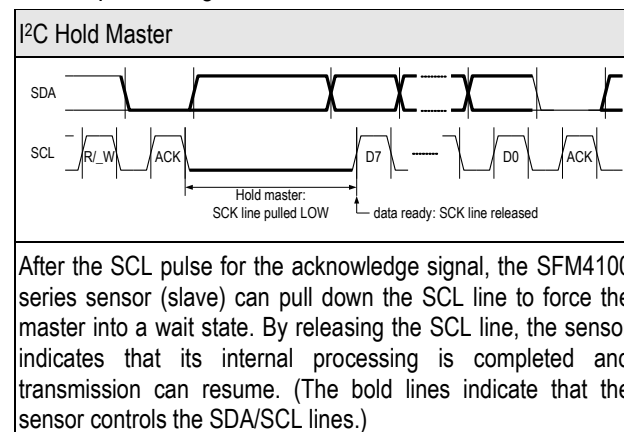 I²C Hold Master
SDA
SCL R/_W ACK D7 D0 ACK
Hold master:
SCK line pulled LOW
data ready: SCK line released
After the SCL pulse for the acknowledge signal, the SFM4100
series sensor (slave) can pull down the SCL line to force the
master into a wait state. By releasing the SCL line, the senso
indicates that its internal processing is completed and
transmission can resume. (The bold lines indicate that the
sensor controls the SDA/SCL lines.)